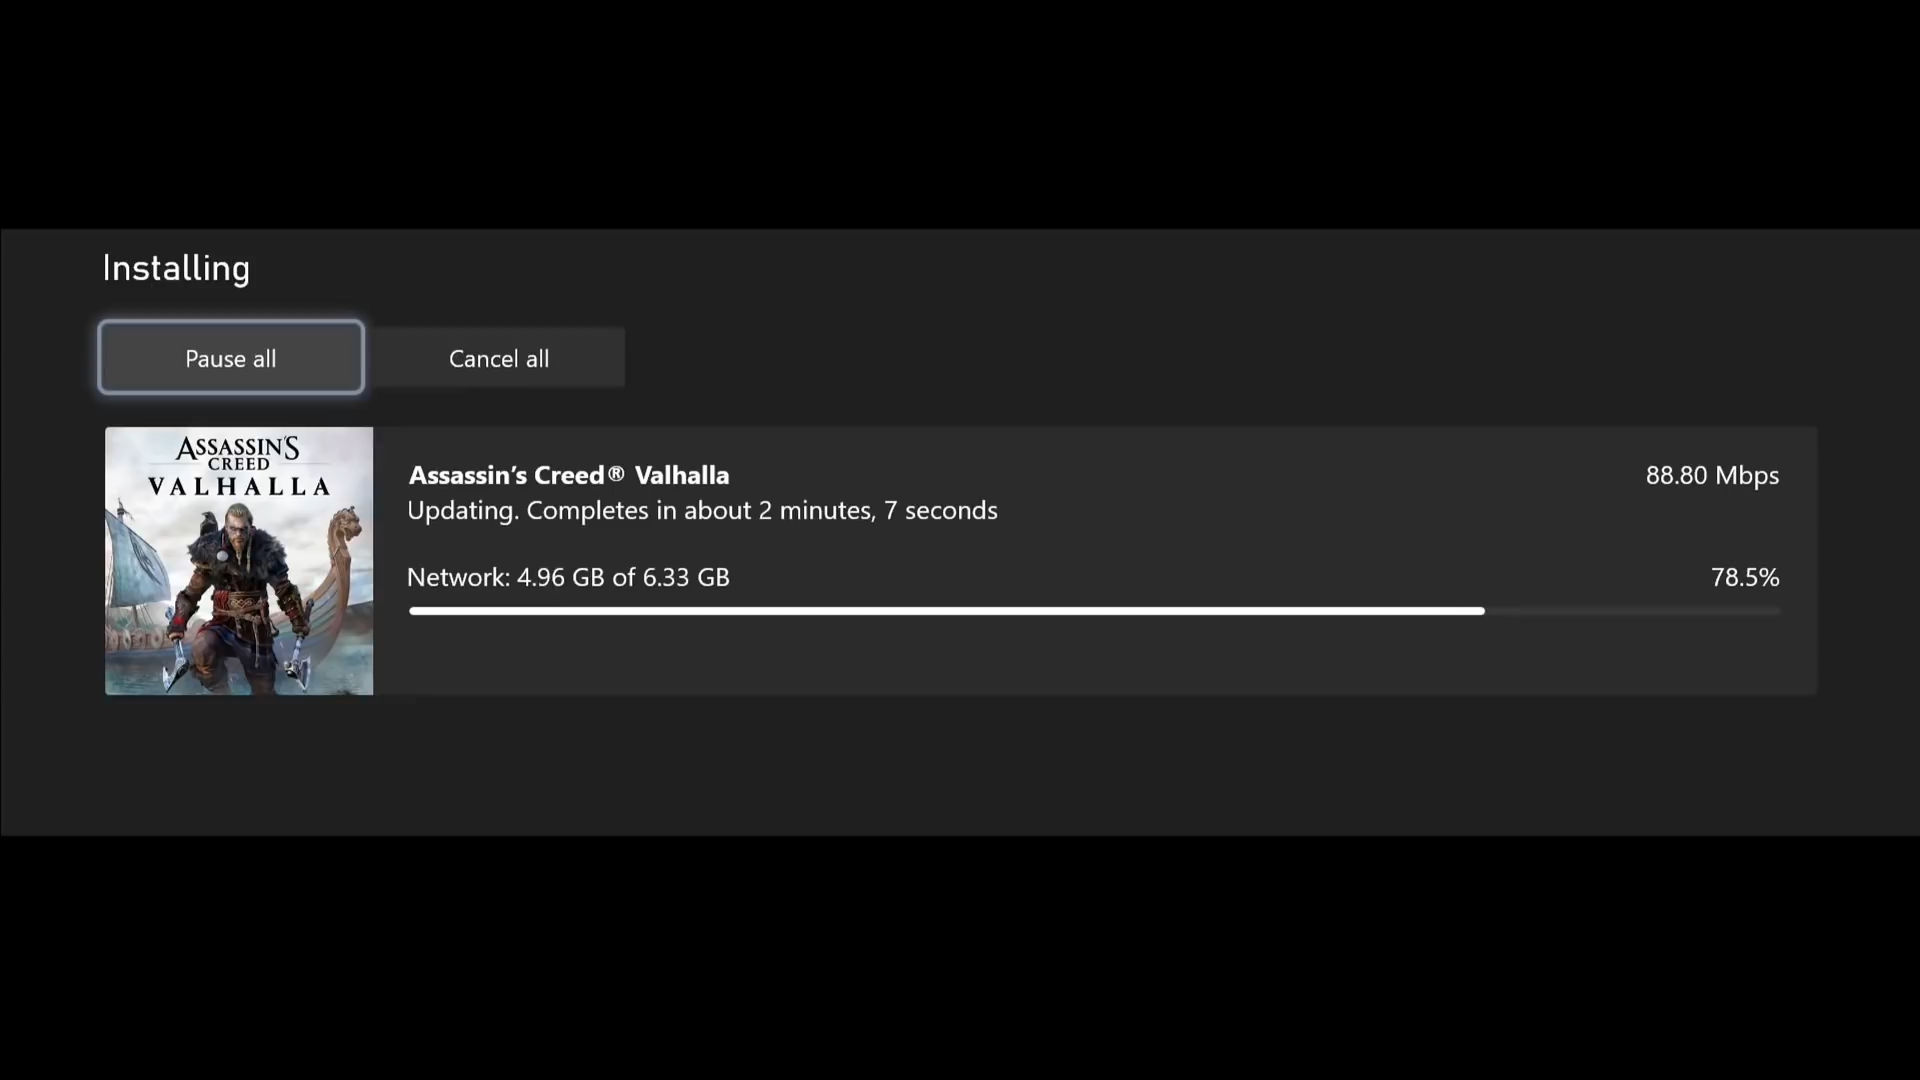 Installing
Pause all
Cancel all
ASSASSIN'S
CREED
VALHALLA
Assassin’s Creed® Valhalla
88.80 Mbps
Updating. Completes in about 2 minutes, 7 seconds
Network: 4.96 GB of 6.33 GB
78.5%